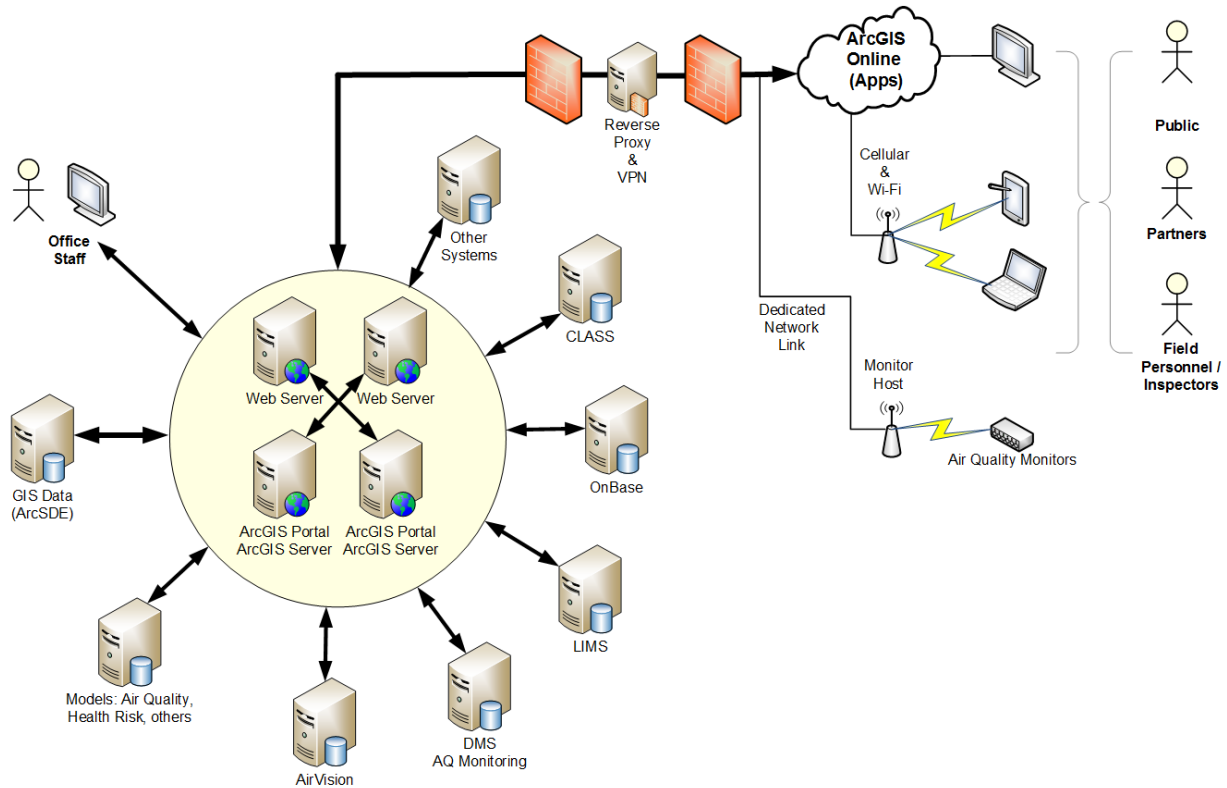 ArcGIS
Online
(Apps)
Reverse
Proxy
&
VPN
Public
Cellular
&
Wi-Fi
Partners
Office
Staff
Other
Systems
CLASS
Dedicated
Network
Link
Field
Personnel /
Inspectors
Monitor
Host
Air Quality Monitors
Web Server
Web Server
GIS Data
(ArcSDE)
OnBase
ArcGIS Portal
ArcGIS Server
ArcGIS Portal
ArcGIS Server
LIMS
Models: Air Quality,
Health Risk, others
DMS
AQ Monitoring
AirVision